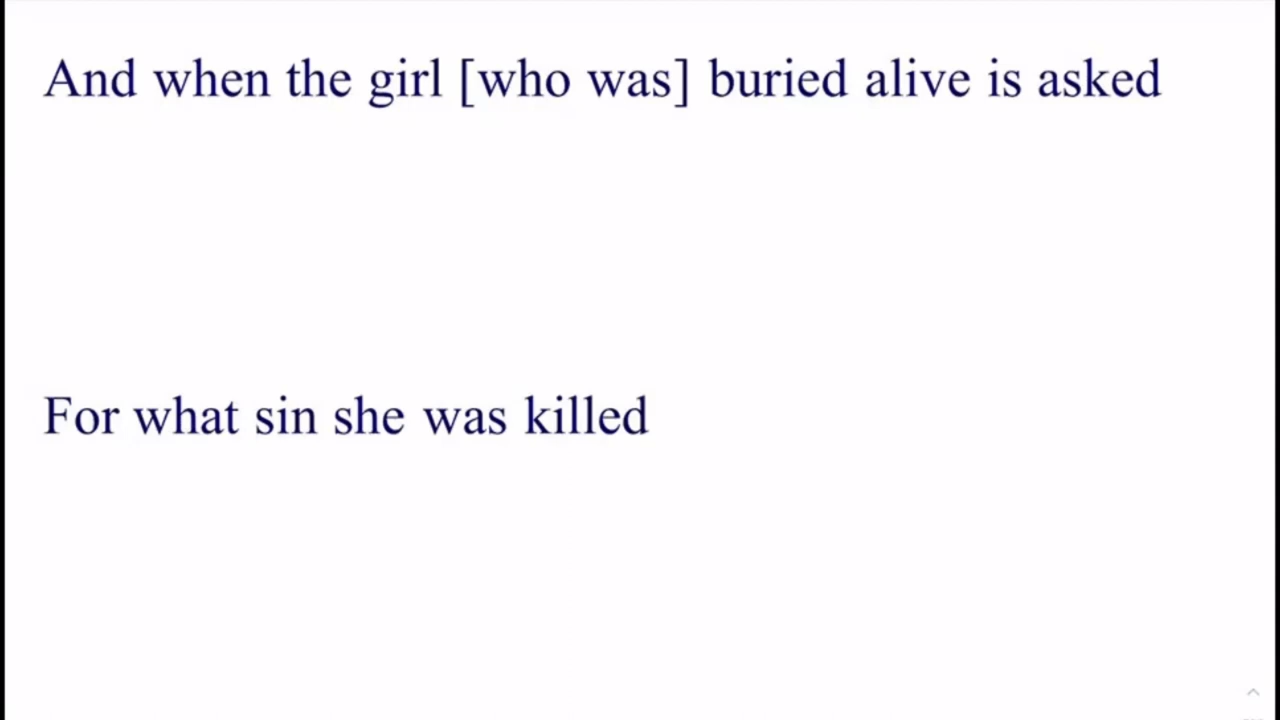 And when the girl [who was] buried alive is asked
For what sin she was killed